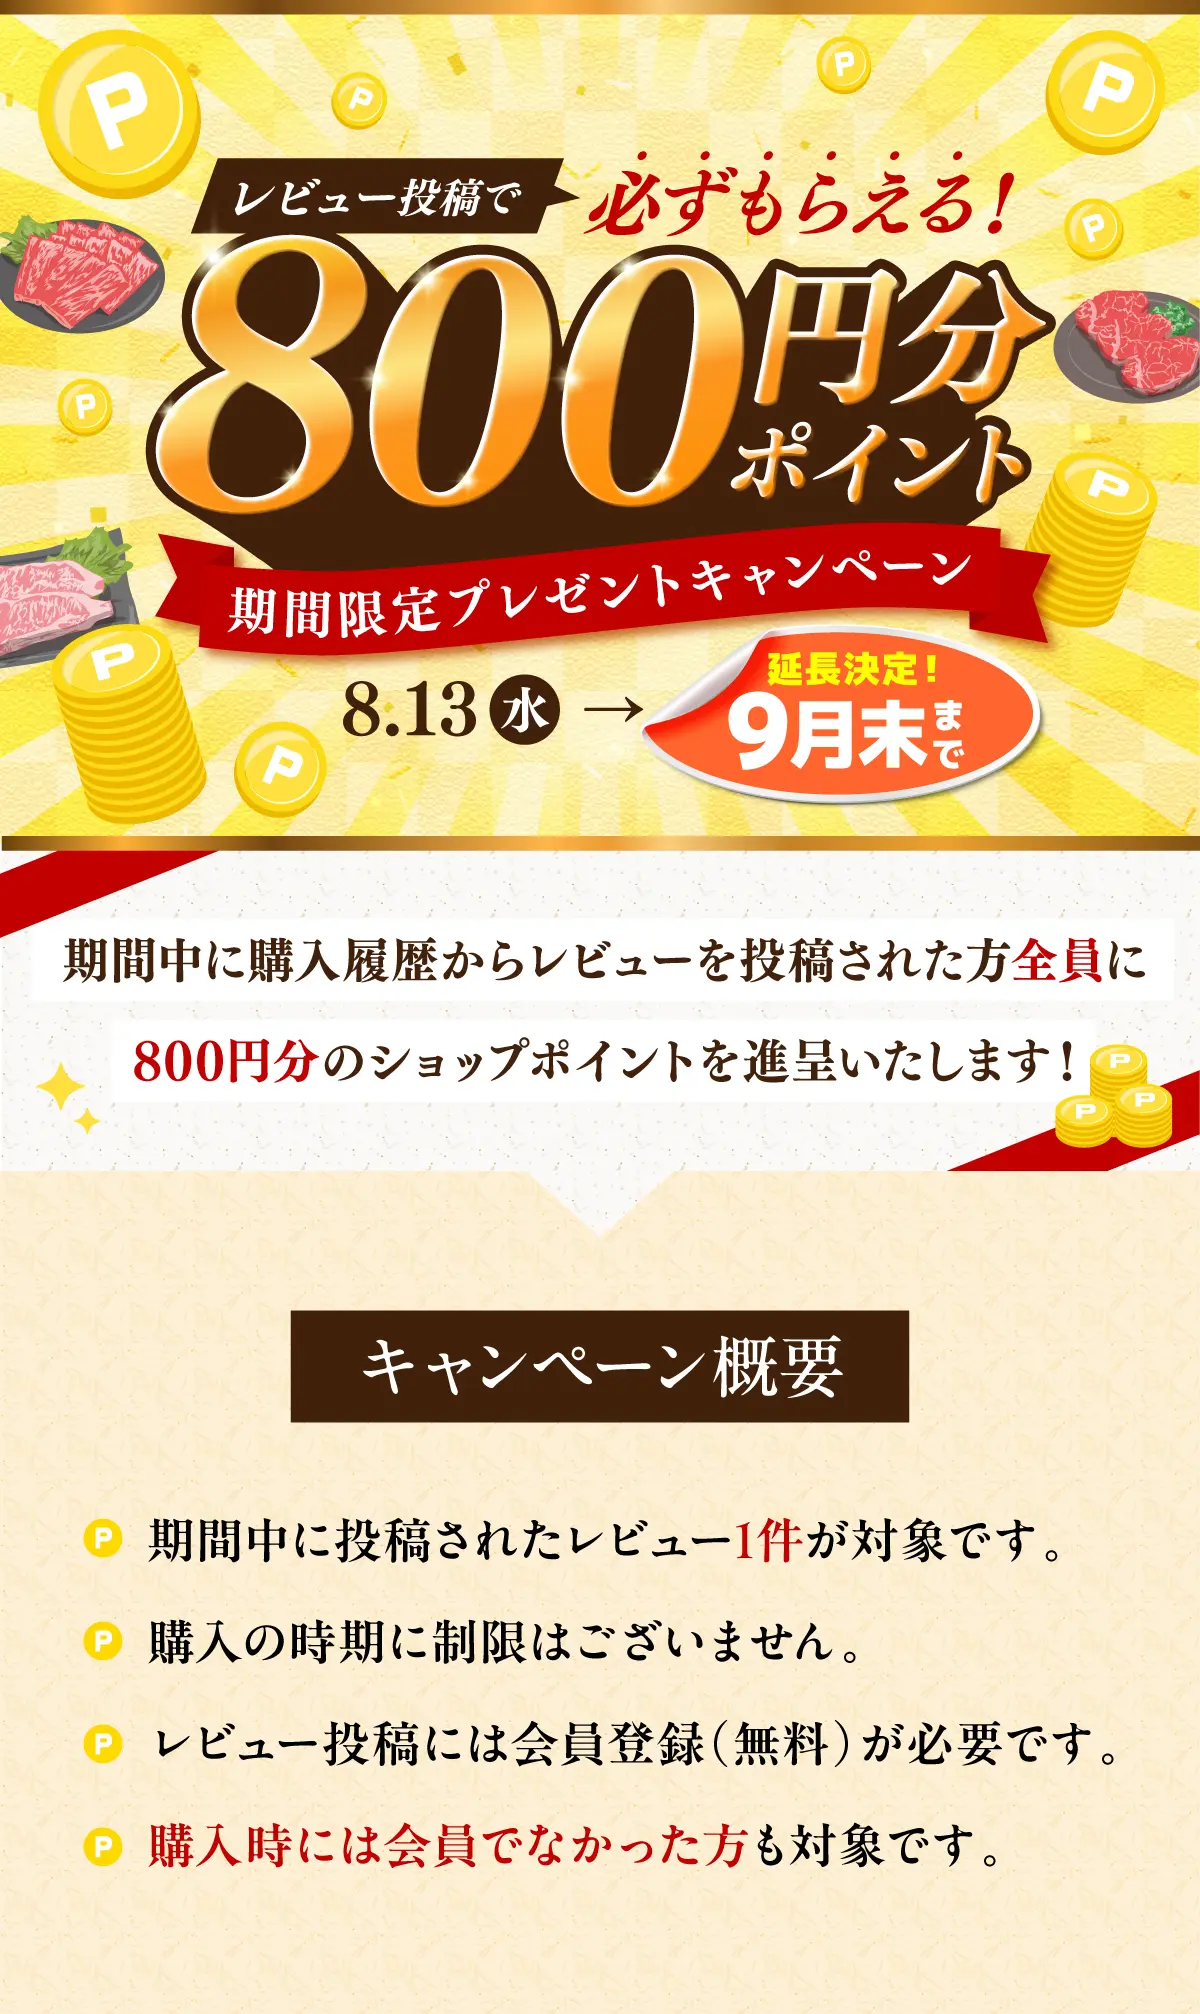 レビュー投稿で
必ずもらえる!
800円分
ポイント
期間限定プレゼントキャンペーン
8.13 水 →
延長決定!
9月末まで
期間中に購入履歴からレビューを投稿された方全員に
800円分のショップポイントを進呈いたします!
キャンペーン概要
P 期間中に投稿されたレビュー1件が対象です。
P 購入の時期に制限はございません。
P レビュー投稿には会員登録(無料)が必要です。
P 購入時には会員でなかった方も対象です。